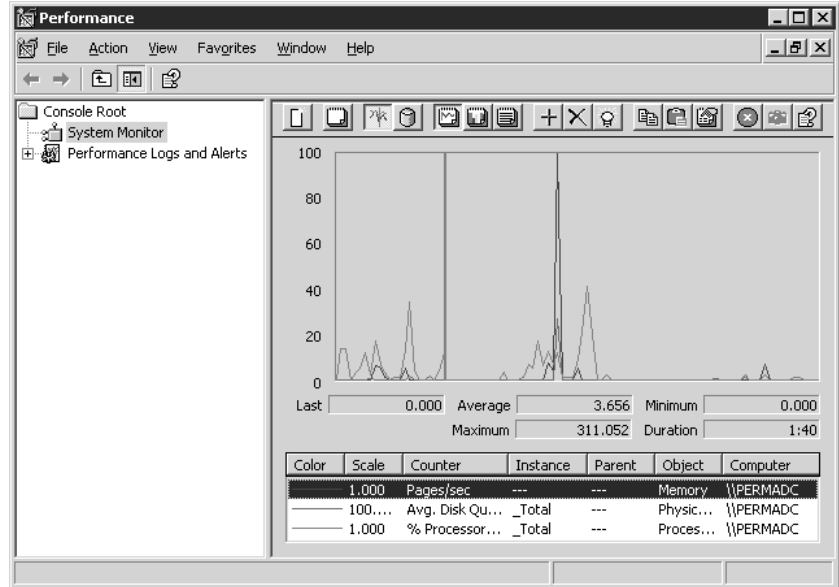 Performance
File Action View Favorites Window Help
Console Root
System Monitor
Performance Logs and Alerts
100
80
60
40
20
0
Last 0.000 Average 3.656 Minimum 0.000
Maximum 311.052 Duration 1:40
Color Scale Counter Instance Parent Object Computer
1.000 Pages/sec --- --- Memory \\PERMADC
100.... Avg. Disk Qu... _Total --- Physic... \\PERMADC
1.000 % Processor... _Total --- Proces... \\PERMADC